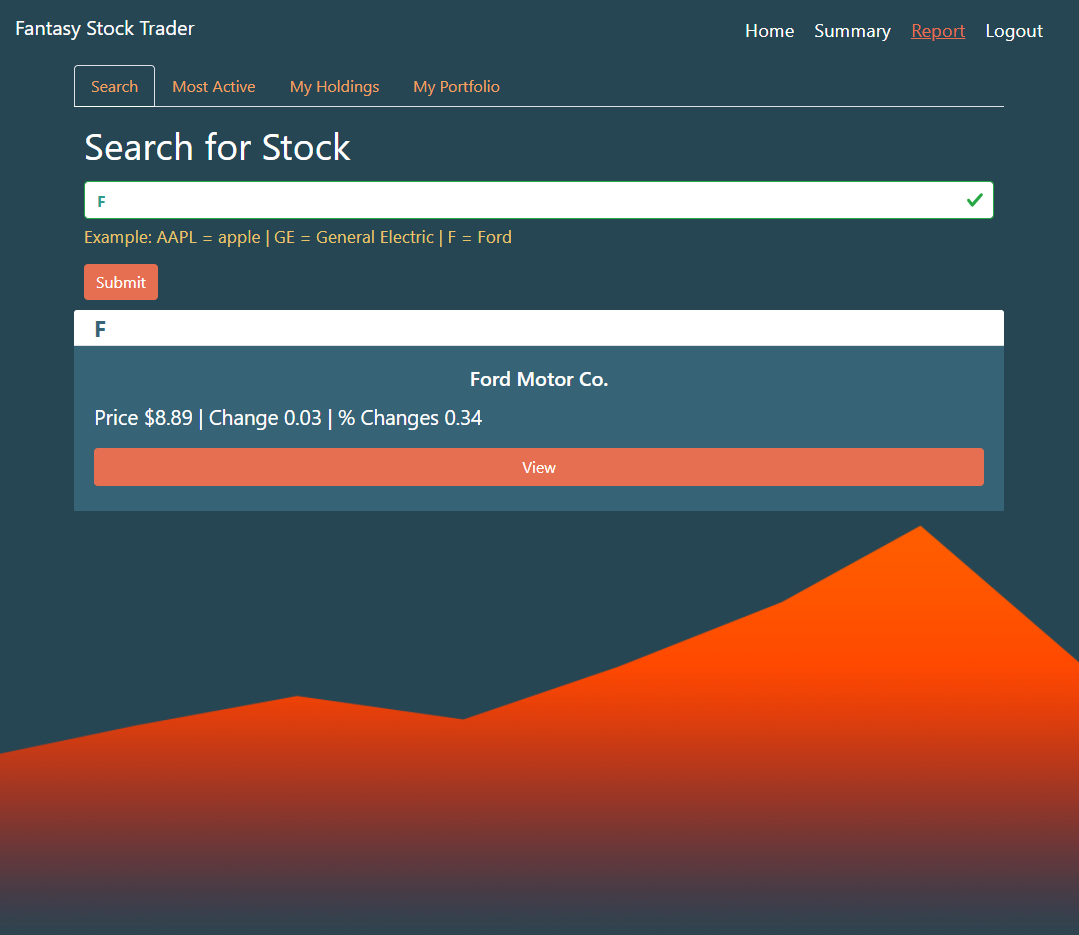 Fantasy Stock Trader
Home Summary Report Logout
Search Most Active My Holdings My Portfolio
Search for Stock
F
Example: AAPL = apple | GE = General Electric | F = Ford
Submit
F
Ford Motor Co.
Price $8.89 | Change 0.03 | % Changes 0.34
View